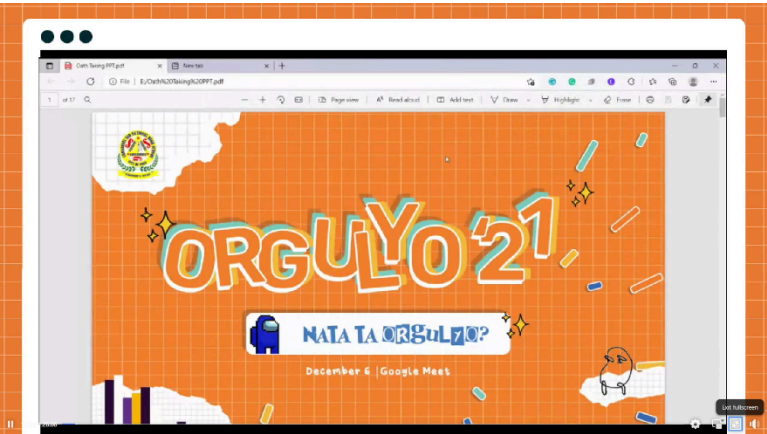 Oath Taking PPT.pdf
New tab
File
E:/Oath%20Taking%20PPT.pdf
1
of 17
Page view
Read aloud
Add text
Draw
Highlight
Erase
ORGULYO '21
NATA TA ORGULYO?
December 6 | Google Meet
Exit fullscreen